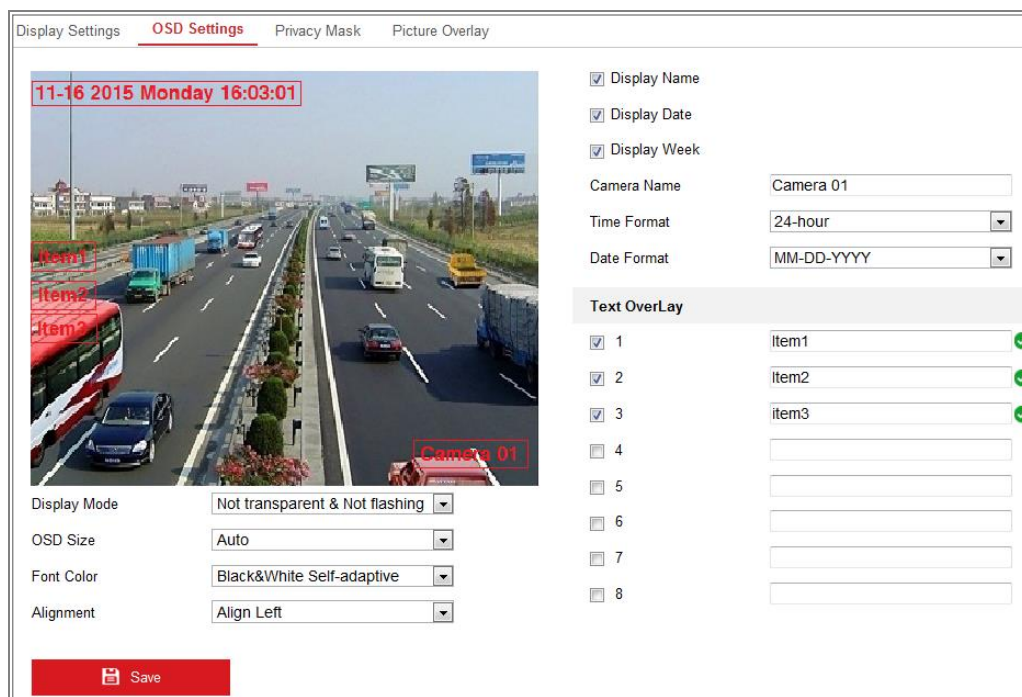 Display Settings OSD Settings Privacy Mask Picture Overlay
11-16 2015 Monday 16:03:01
Item1
Item2
Item3
Camera 01
Display Mode Not transparent & Not flashing
OSD Size Auto
Font Color Black&White Self-adaptive
Alignment Align Left
Save
Display Name
Display Date
Display Week
Camera Name Camera 01
Time Format 24-hour
Date Format MM-DD-YYYY
Text OverLay
1 Item1
2 Item2
3 item3
4
5
6
7
8